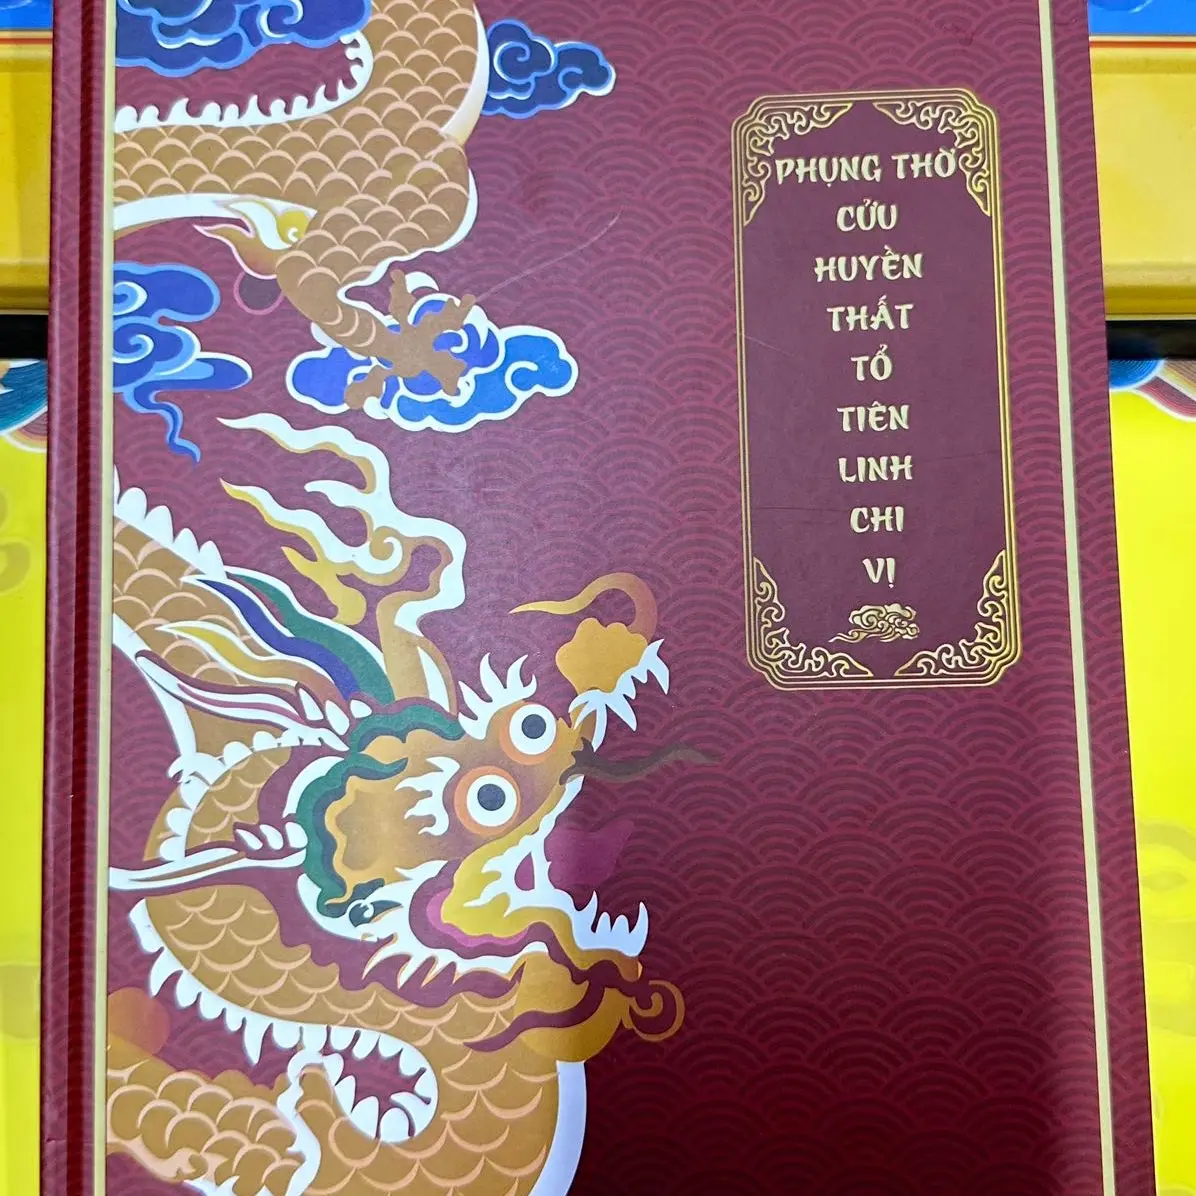 PHỤNG THỜ
CỬU
HUYỀN
THẤT
TỔ
TIÊN
LINH
CHI
VỊ